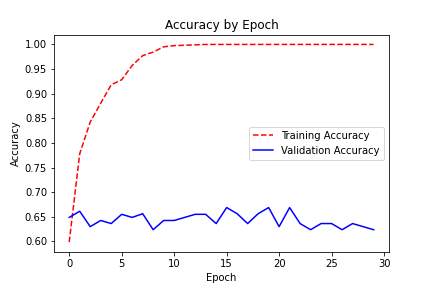 Accuracy by Epoch
1.00
0.95
0.90
0.85
0.80
0.75
0.70
0.65
0.60
Accuracy
Training Accuracy
Validation Accuracy
0 5 10 15 20 25 30
Epoch